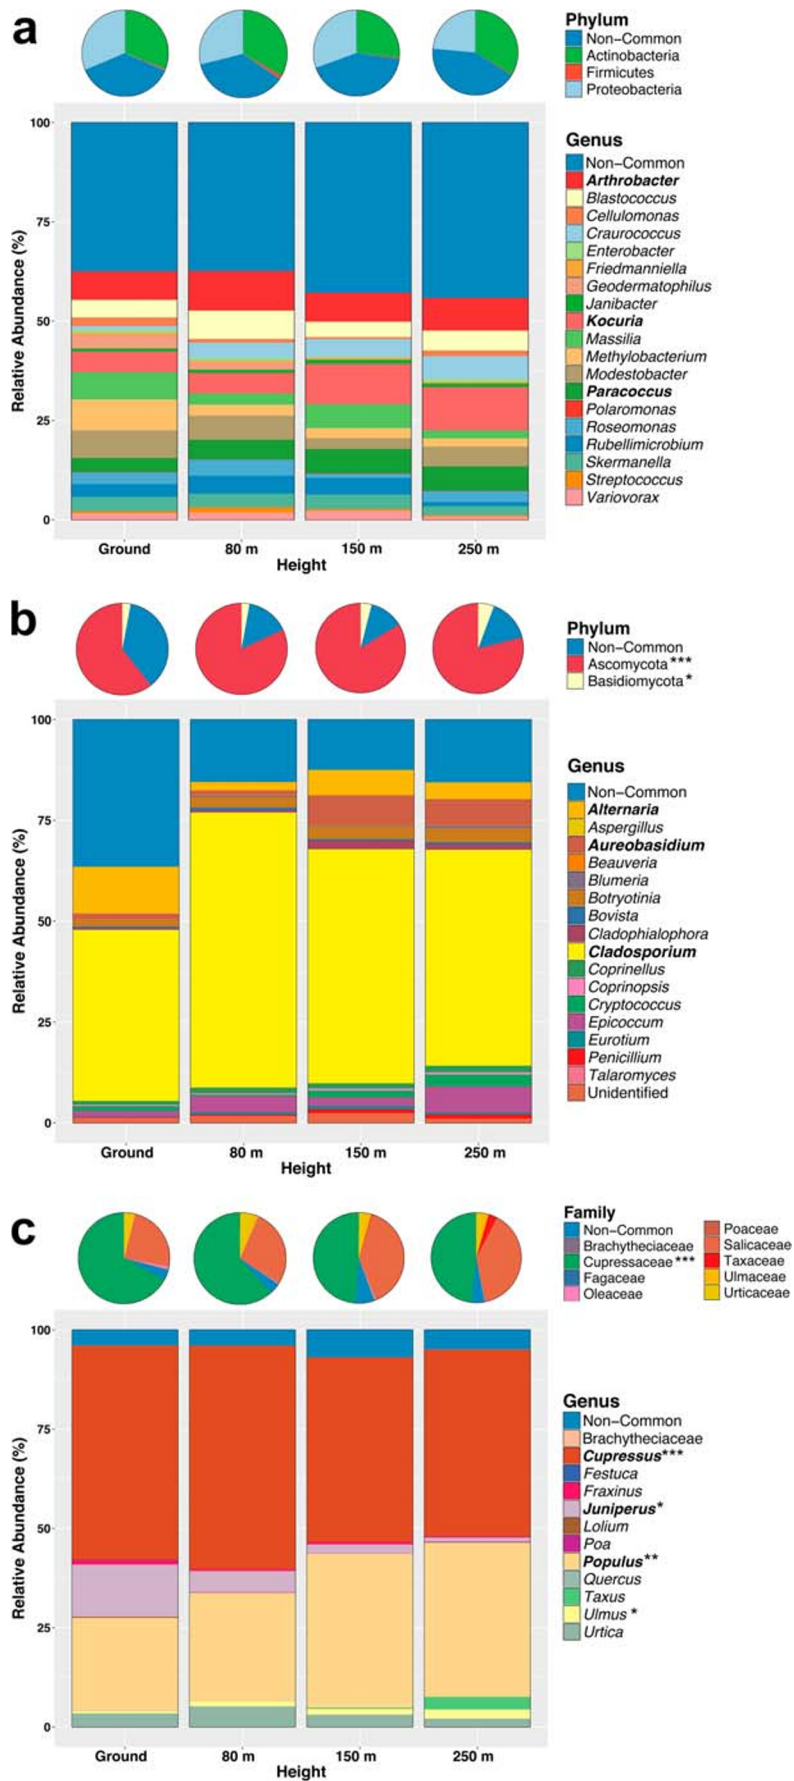 a
Phylum
Non-Common
Actinobacteria
Firmicutes
Proteobacteria
Relative Abundance (%)
100
75
50
25
0
Ground 80 m 150 m 250 m
Height
Genus
Non-Common
Arthrobacter
Blastococcus
Cellulomonas
Craurococcus
Enterobacter
Friedmanniella
Geodermatophilus
Janibacter
Kocuria
Massilia
Methylobacterium
Modestobacter
Paracoccus
Polaromonas
Roseomonas
Rubellimicrobium
Skermanella
Streptococcus
Variovorax
b
Phylum
Non-Common
Ascomycota***
Basidiomycota*
Relative Abundance (%)
100
75
50
25
0
Ground 80 m 150 m 250 m
Height
Genus
Non-Common
Alternaria
Aspergillus
Aureobasidium
Beauveria
Blumeria
Botryotinia
Bovista
Cladophialophora
Cladosporium
Coprinellus
Coprinopsis
Cryptococcus
Epicoccum
Eurotium
Penicillium
Talaromyces
Unidentified
c
Family
Non-Common
Brachytheciaceae
Cupressaceae***
Fagaceae
Oleaceae
Poaceae
Salicaceae
Taxaceae
Ulmaceae
Urticaceae
Relative Abundance (%)
100
75
50
25
0
Ground 80 m 150 m 250 m
Height
Genus
Non-Common
Brachytheciaceae
Cupressus***
Festuca
Fraxinus
Juniperus*
Lolium
Poa
Populus**
Quercus
Taxus
Ulmus *
Urtica